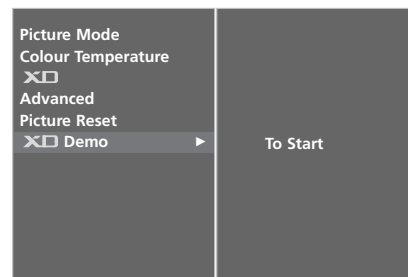 Picture Mode
Colour Temperature
XD
Advanced
Picture Reset
XD Demo ►
To Start